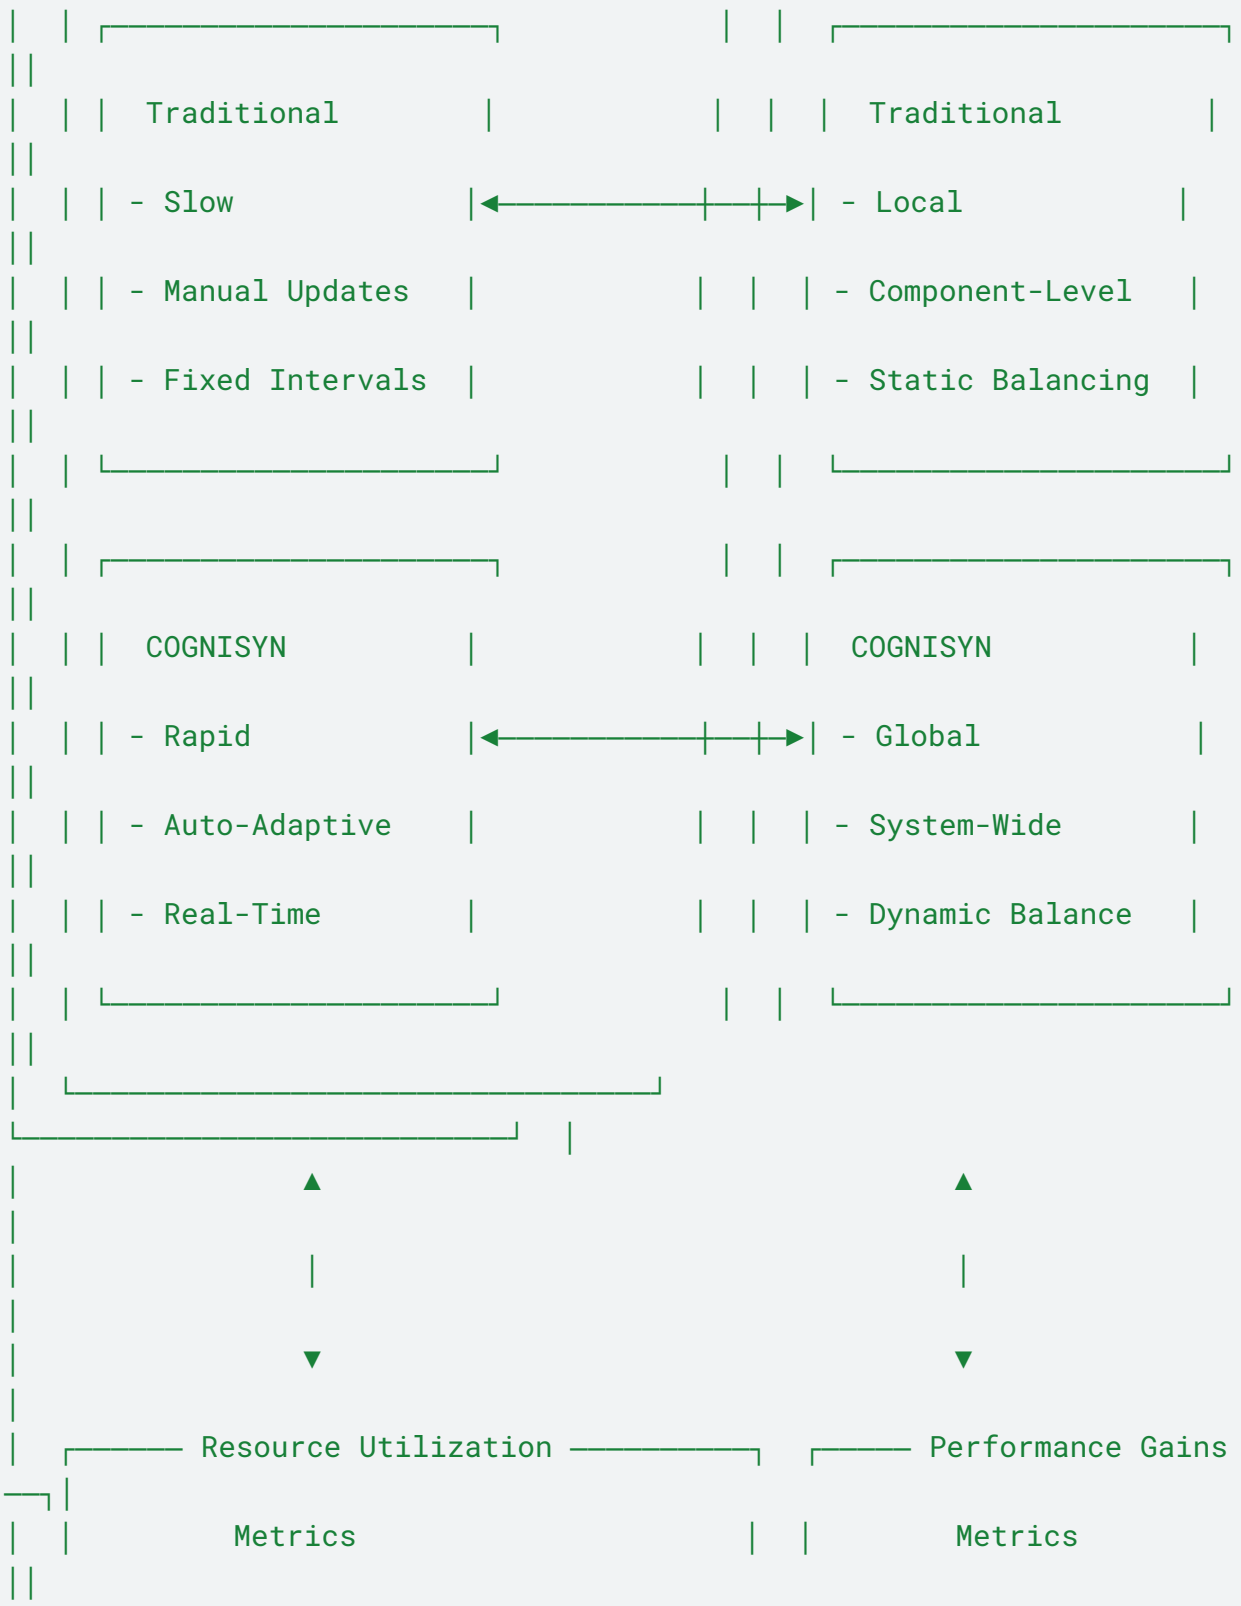 Traditional Traditional
- Slow - Local
- Manual Updates - Component-Level
- Fixed Intervals - Static Balancing
COGNISYN COGNISYN
- Rapid - Global
- Auto-Adaptive - System-Wide
- Real-Time - Dynamic Balance
Resource Utilization Performance Gains
Metrics Metrics